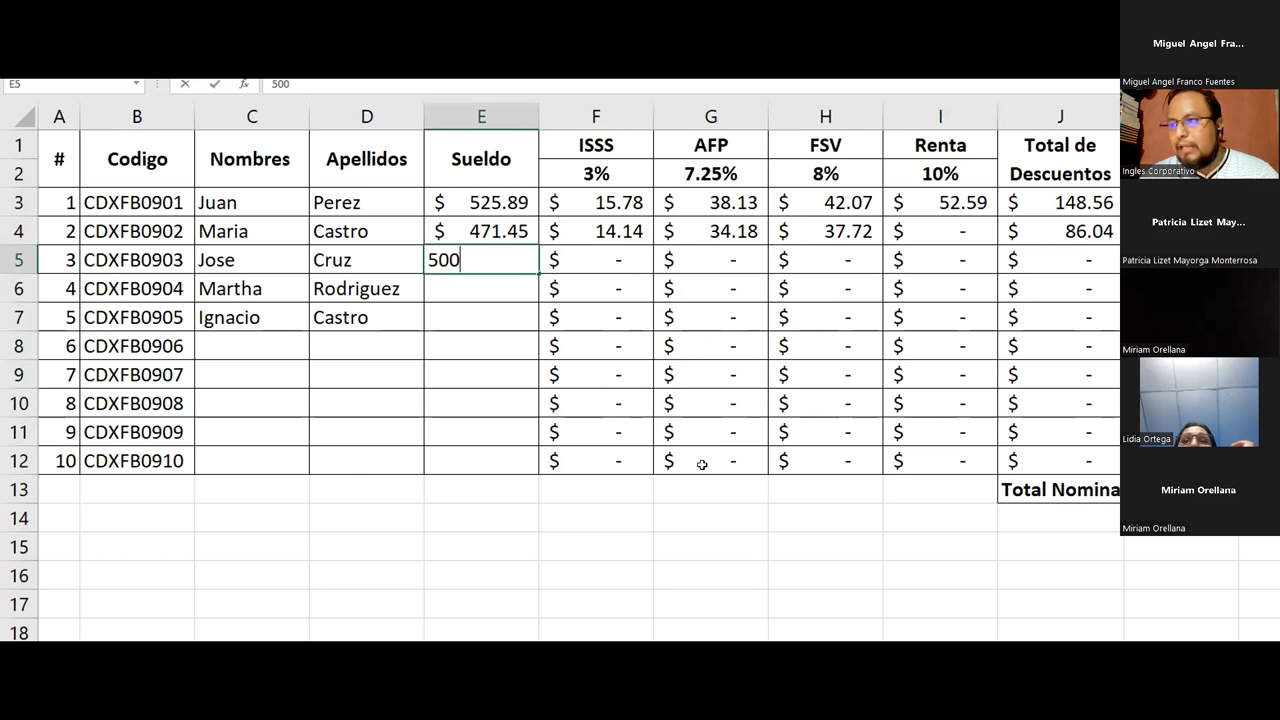 E5 500
A B C D E F G H I J
1 # Codigo Nombres Apellidos Sueldo ISSS AFP FSV Renta Total de
2 3% 7.25% 8% 10% Descuentos
3 1 CDXFB0901 Juan Perez $ 525.89 $ 15.78 $ 38.13 $ 42.07 $ 52.59 $ 148.56
4 2 CDXFB0902 Maria Castro $ 471.45 $ 14.14 $ 34.18 $ 37.72 $ - $ 86.04
5 3 CDXFB0903 Jose Cruz 500 $ - $ - $ - $ - $ -
6 4 CDXFB0904 Martha Rodriguez $ - $ - $ - $ - $ -
7 5 CDXFB0905 Ignacio Castro $ - $ - $ - $ - $ -
8 6 CDXFB0906 $ - $ - $ - $ - $ -
9 7 CDXFB0907 $ - $ - $ - $ - $ -
10 8 CDXFB0908 $ - $ - $ - $ - $ -
11 9 CDXFB0909 $ - $ - $ - $ - $ -
12 10 CDXFB0910 $ - $ - $ - $ - $ -
13 Total Nomina
14
15
16
17
18
Miguel Angel Fra...
Miguel Angel Franco Fuentes
Ingles Corporativo
Patricia Lizet May...
Patricia Lizet Mayorga Monterrosa
Miriam Orellana
Lidia Ortega
Miriam Orellana
Miriam Orellana